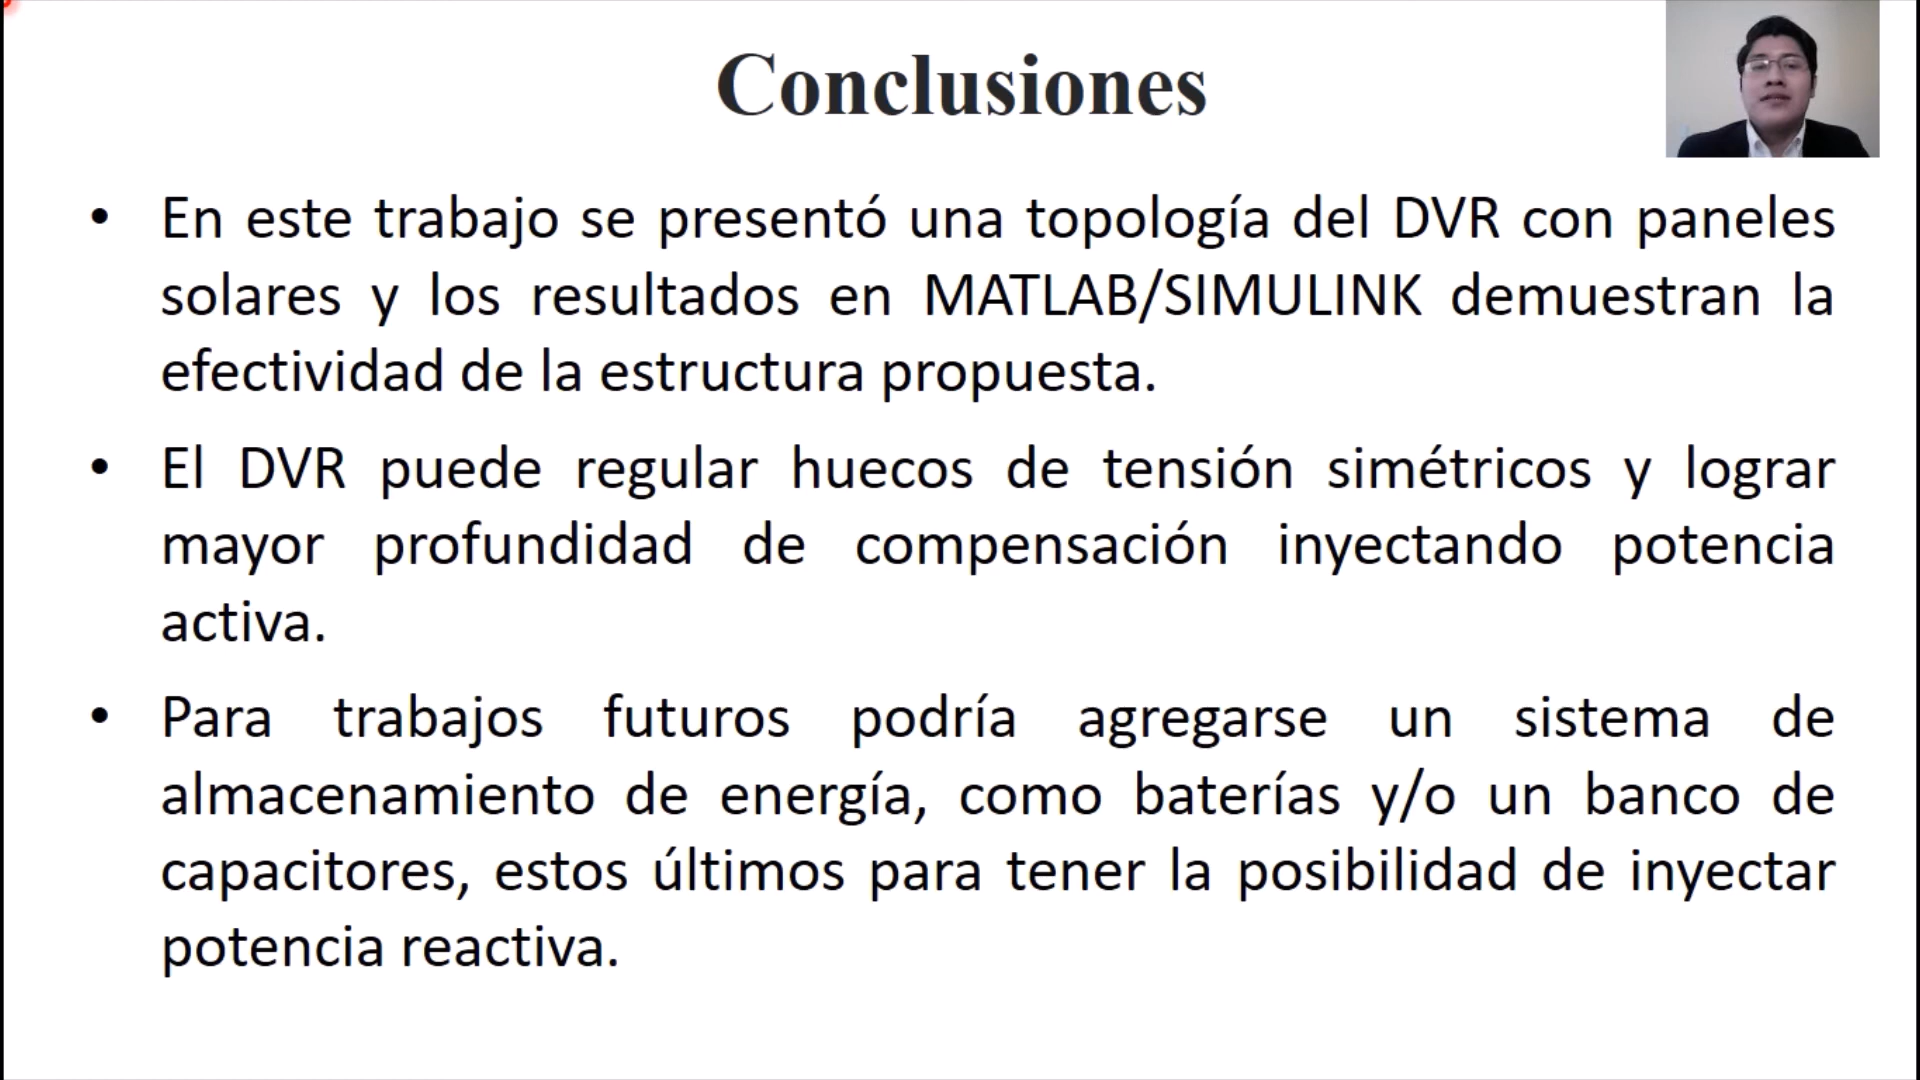 Conclusiones
• En este trabajo se presentó una topología del DVR con paneles
solares y los resultados en MATLAB/SIMULINK demuestran la
efectividad de la estructura propuesta.
• El DVR puede regular huecos de tensión simétricos y lograr
mayor profundidad de compensación inyectando potencia
activa.
• Para trabajos futuros podría agregarse un sistema de
almacenamiento de energía, como baterías y/o un banco de
capacitores, estos últimos para tener la posibilidad de inyectar
potencia reactiva.